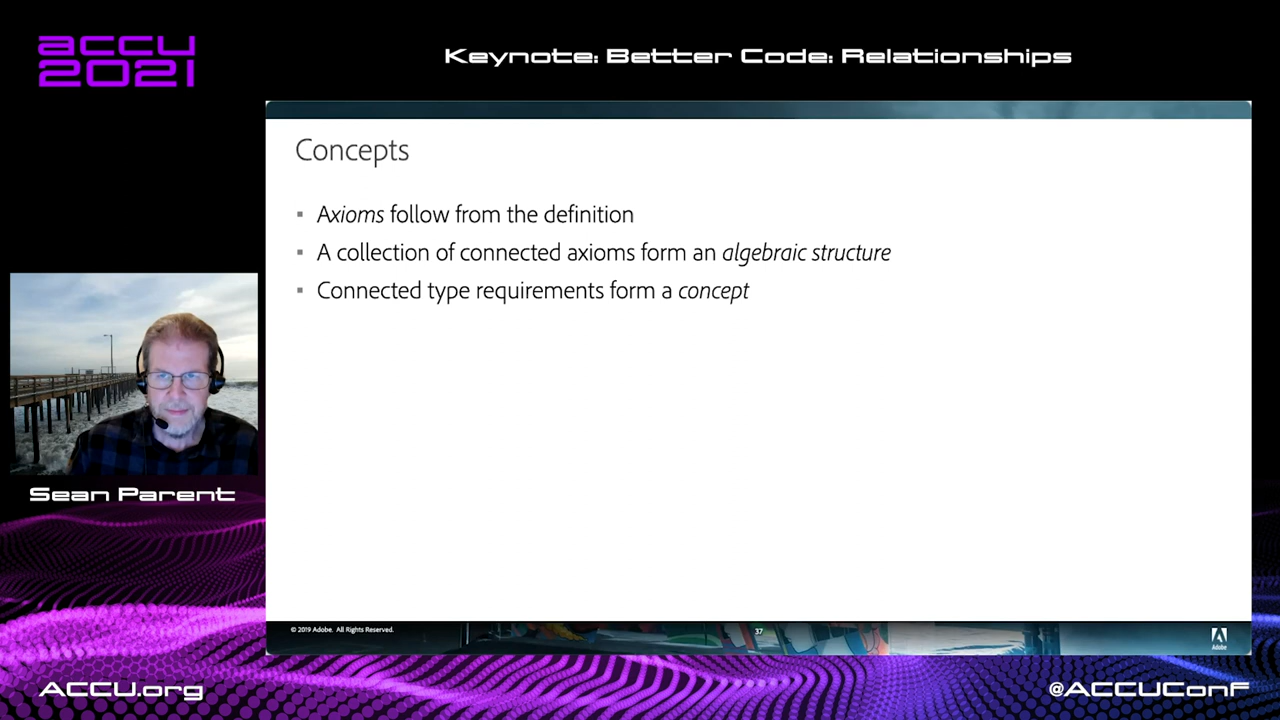 accu
2021
Keynote: Better Code: Relationships
Concepts
▪ Axioms follow from the definition
▪ A collection of connected axioms form an algebraic structure
▪ Connected type requirements form a concept
Sean Parent
© 2019 Adobe. All Rights Reserved.
37
Adobe
ACCU.org
@ACCUConf